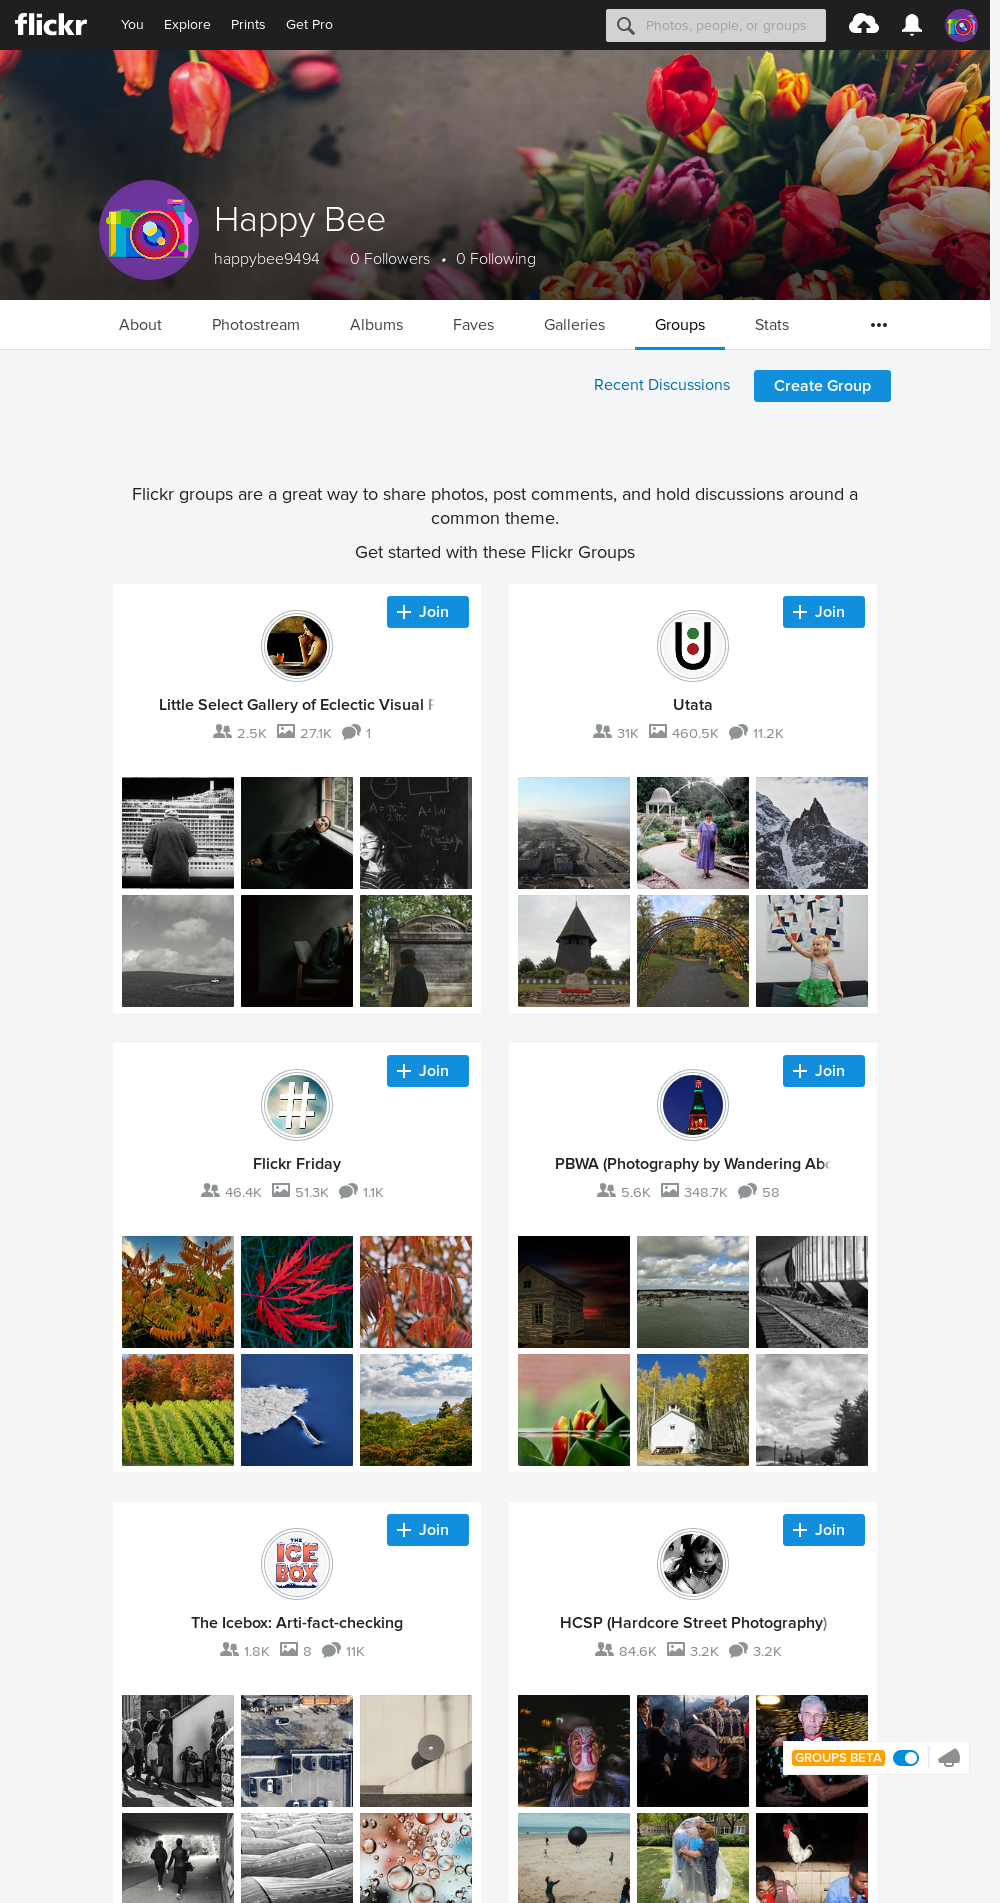 flickr You Explore Prints Get Pro Photos, people, or groups
Happy Bee
happybee9494 0 Followers • 0 Following
About Photostream Albums Faves Galleries Groups Stats •••
Recent Discussions Create Group
Flickr groups are a great way to share photos, post comments, and hold discussions around a
common theme.
Get started with these Flickr Groups
+ Join
Little Select Gallery of Eclectic Visual
2.5K 27.1K 1
+ Join
Utata
31K 460.5K 11.2K
+ Join
#
Flickr Friday
46.4K 51.3K 1.1K
+ Join
PBWA (Photography by Wandering
5.6K 348.7K 58
+ Join
THE
ICE
BOX
The Icebox: Arti-fact-checking
1.8K 8 11K
+ Join
HCSP (Hardcore Street Photography)
84.6K 3.2K 3.2K
GROUPS BETA